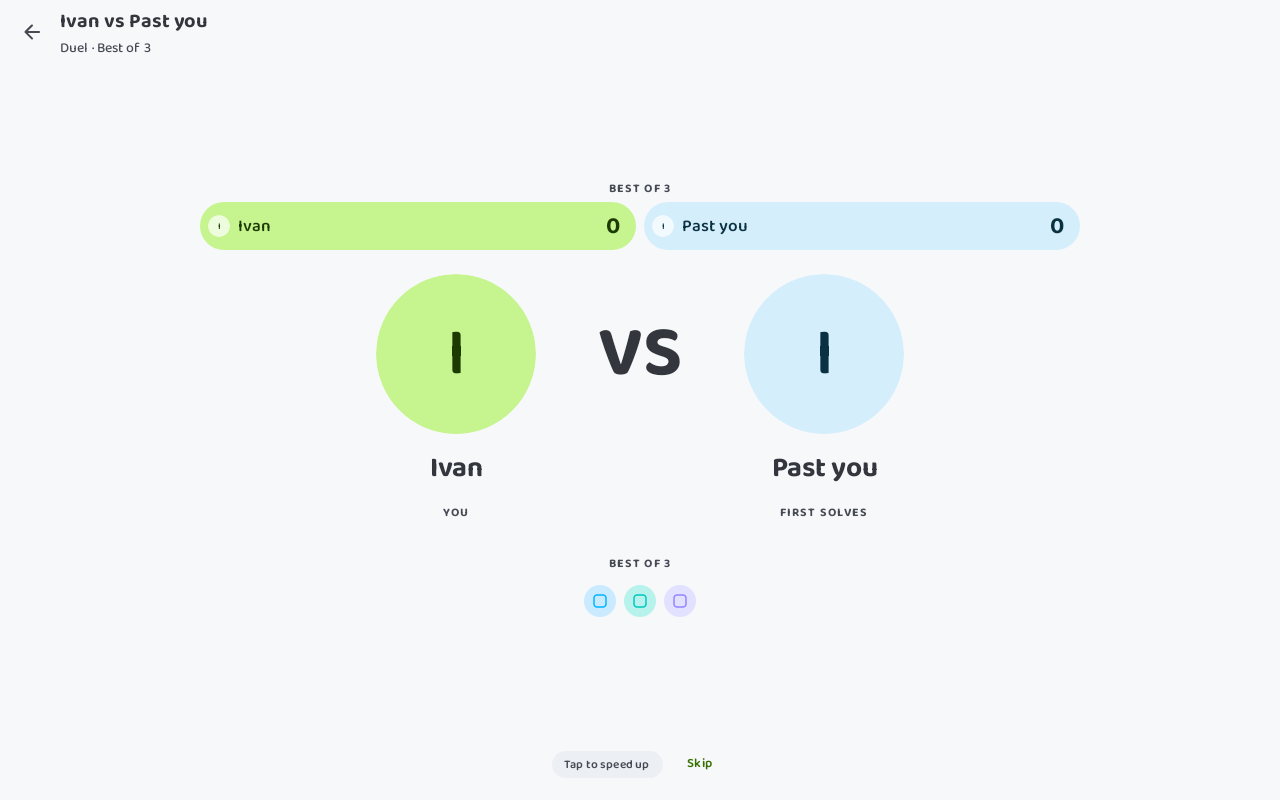 Ivan vs Past you
Duel · Best of 3
BEST OF 3
I Ivan 0
I Past you 0
I VS I
Ivan
Past you
YOU
FIRST SOLVES
BEST OF 3
Tap to speed up
Skip